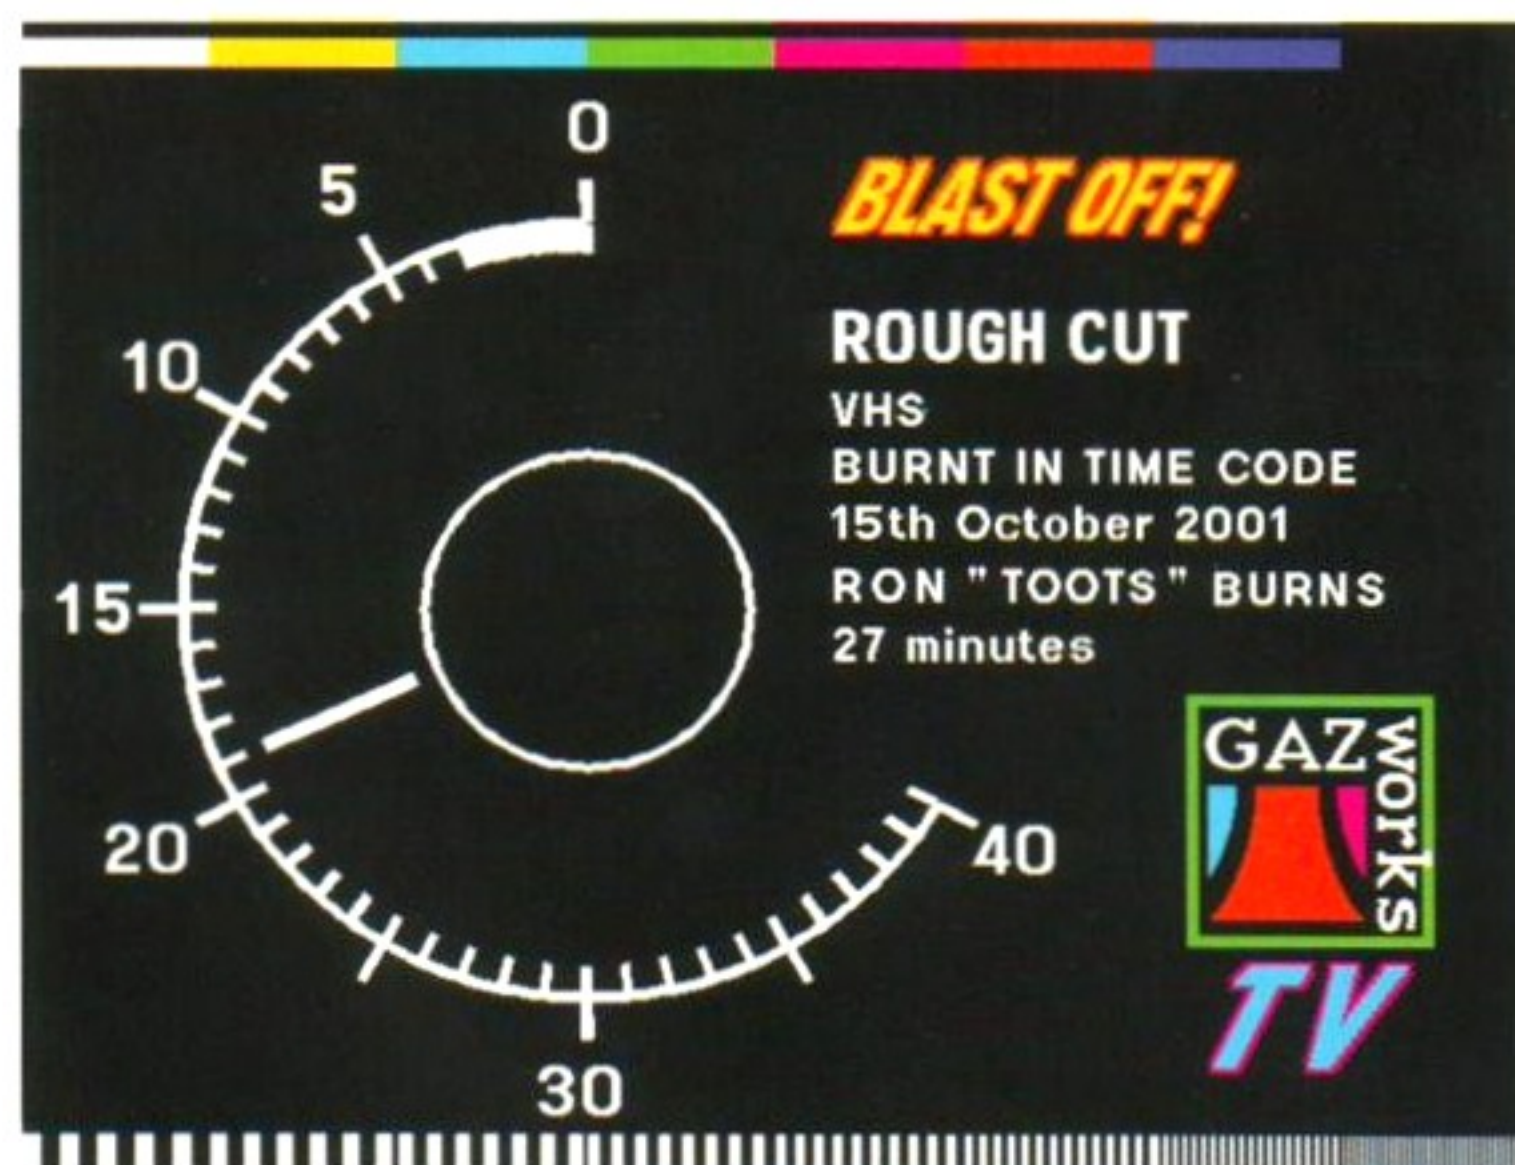 0
5
10
15
20
30
40
BLAST OFF!
ROUGH CUT
VHS
BURNT IN TIME CODE
15th October 2001
RON "TOOTS" BURNS
27 minutes
GAZ
works
TV